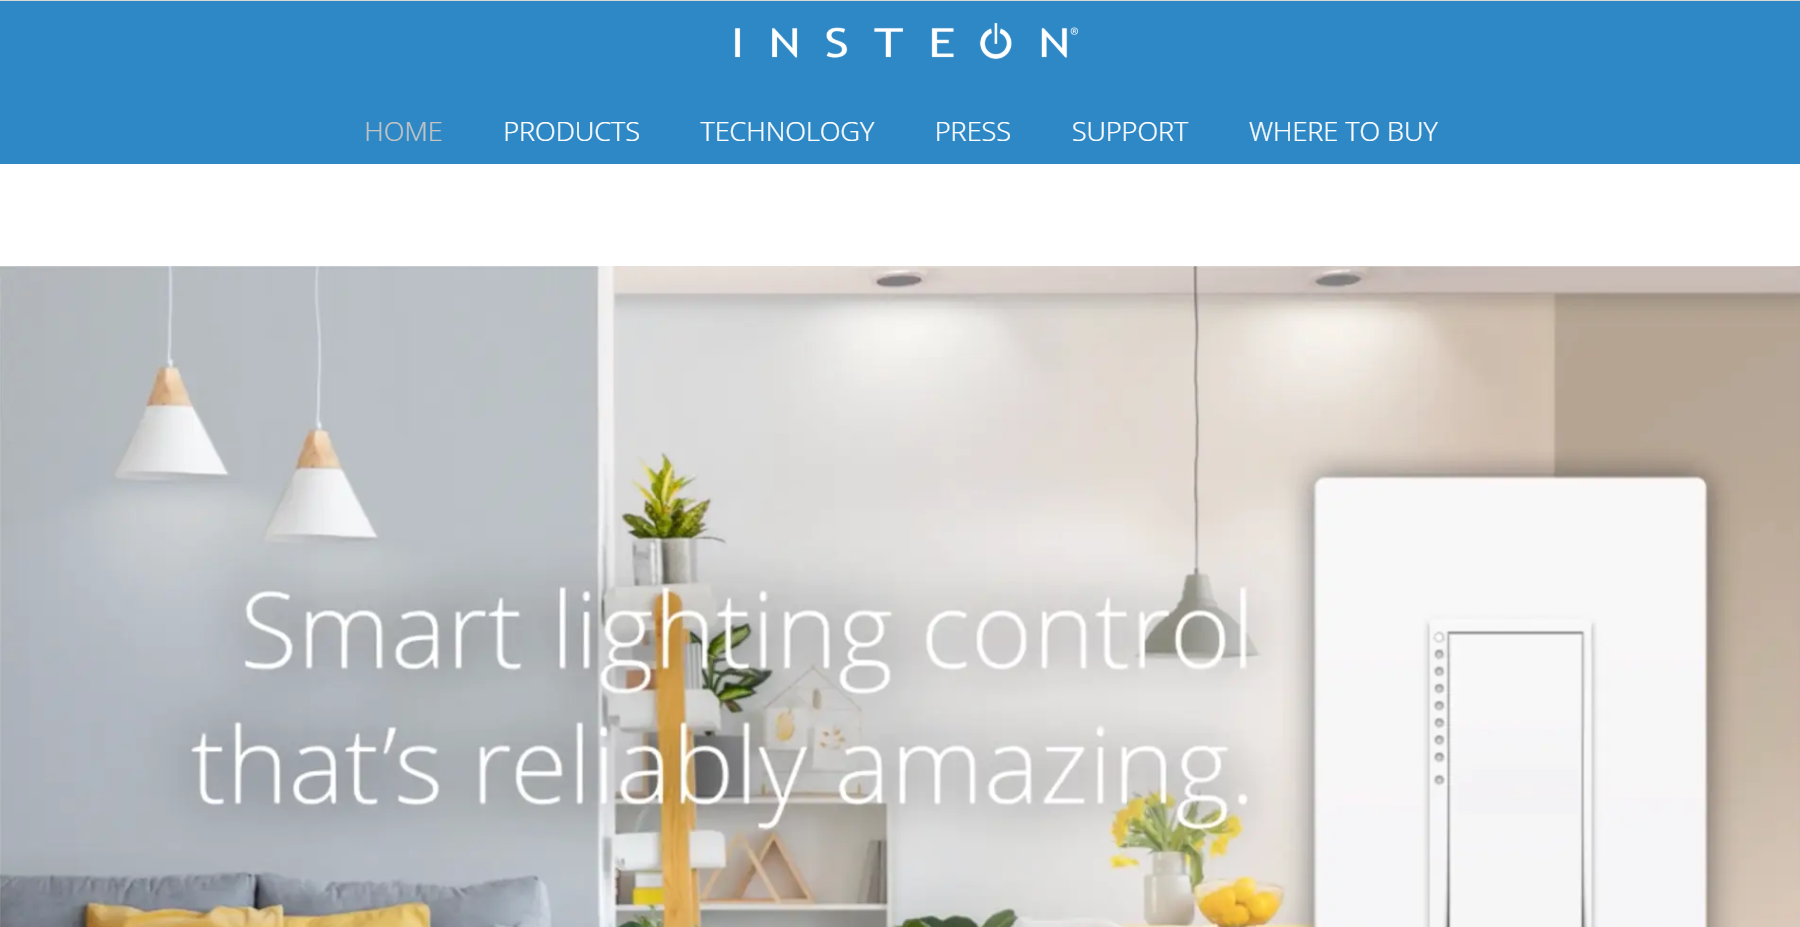 INSTEON®
HOME PRODUCTS TECHNOLOGY PRESS SUPPORT WHERE TO BUY
Smart lighting control
that’s reliably amazing.